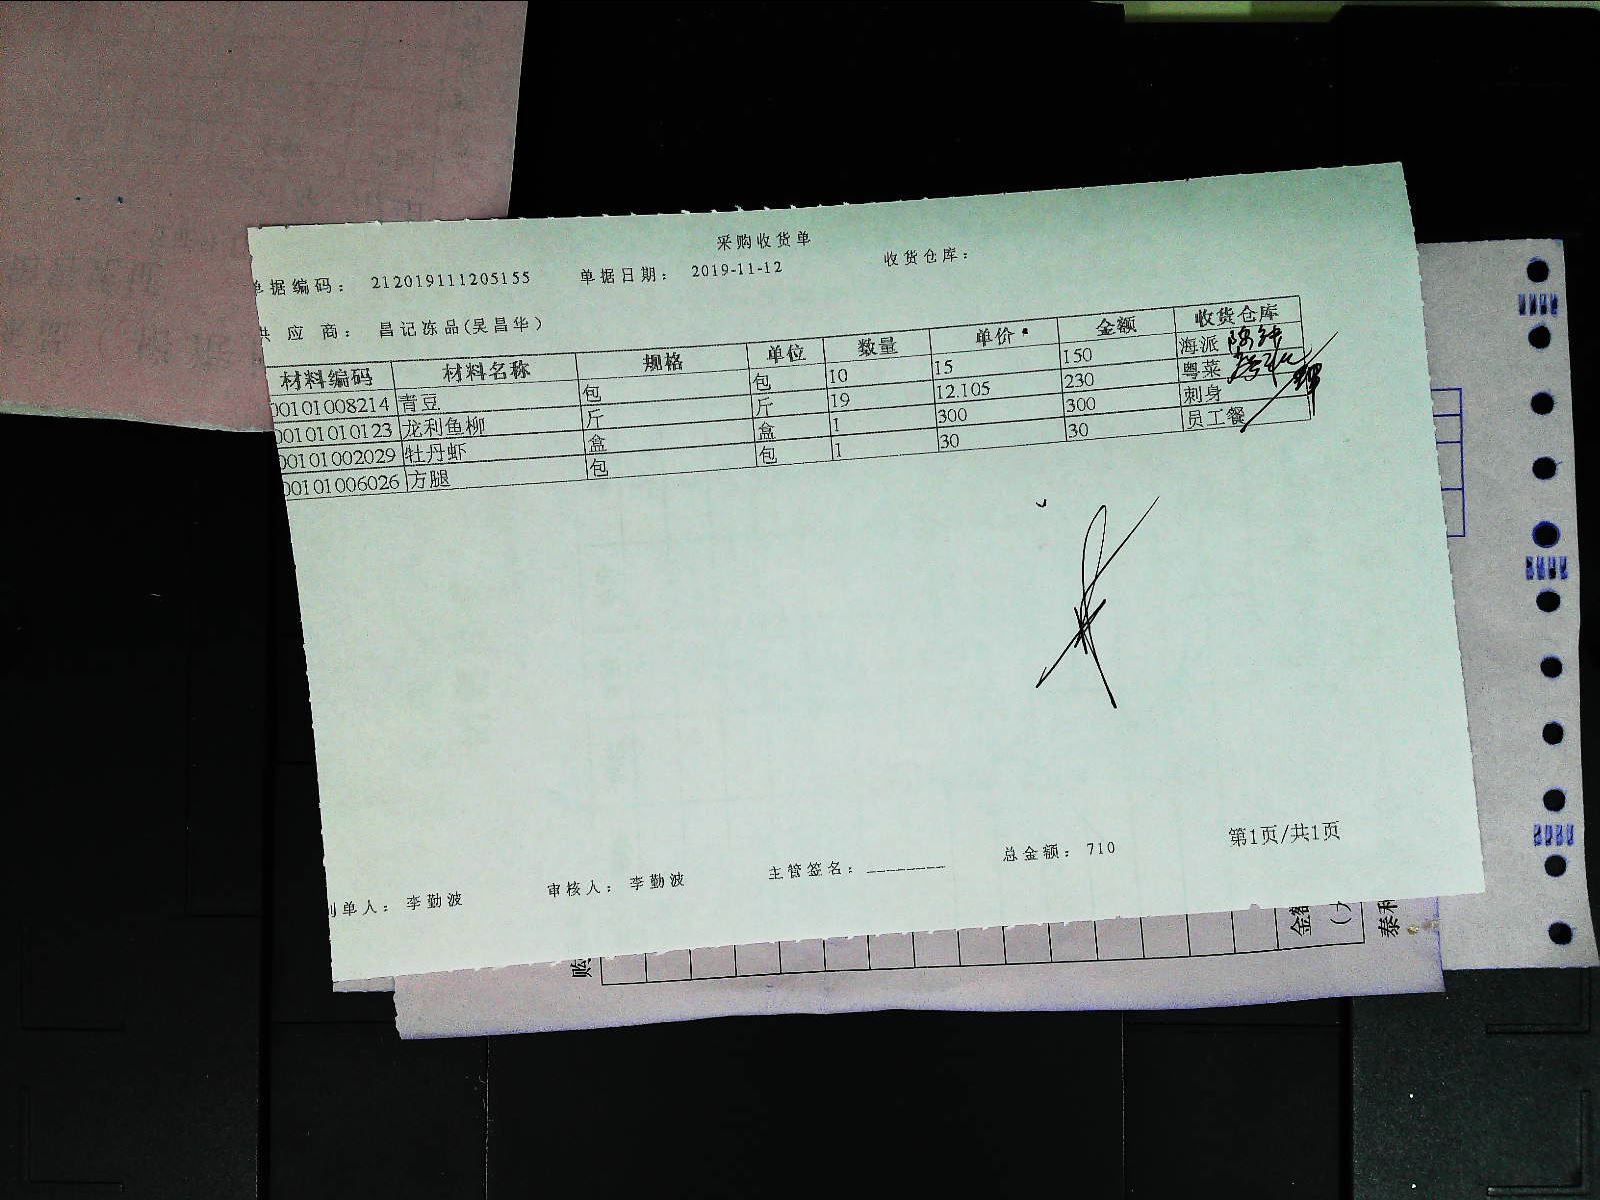 采购收货单
单据编码： 212019111205155 单据日期： 2019-11-12 收货仓库：
供 应 商： 昌记冻品(吴昌华)
材料编码 材料名称 规格 单位 数量 单价 金额 收货仓库
00101008214 青豆 包 包 10 15 150 海派
00101010123 龙利鱼柳 斤 斤 19 12.105 230 粤菜
00101002029 牡丹虾 盒 盒 1 300 300 刺身
00101006026 方腿 包 包 1 30 30 员工餐
制单人： 李勤波 审核人： 李勤波 主管签名：________ 总金额： 710 第1页/共1页
购
金额
泰和